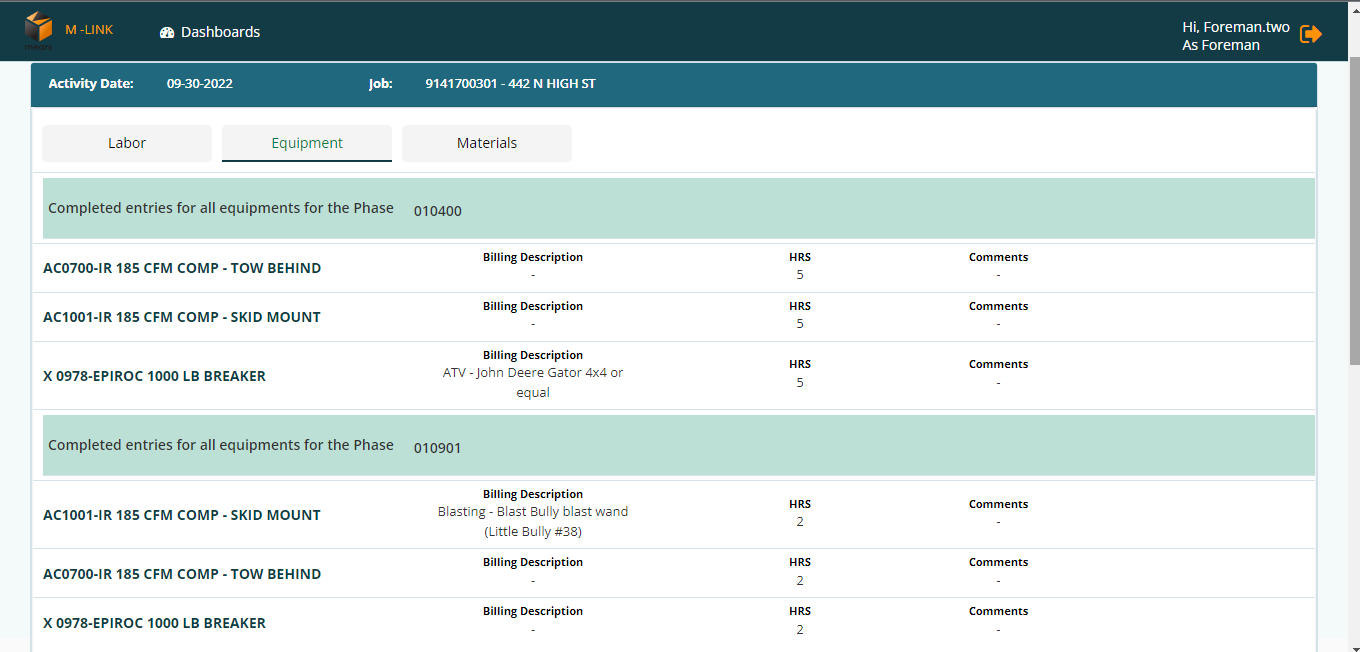 M -LINK
Dashboards
Hi, Foreman.two
As Foreman
Activity Date: 09-30-2022 Job: 9141700301 - 442 N HIGH ST
Labor Equipment Materials
Completed entries for all equipments for the Phase 010400
AC0700-IR 185 CFM COMP - TOW BEHIND
Billing Description
-
HRS
5
Comments
-
AC1001-IR 185 CFM COMP - SKID MOUNT
Billing Description
-
HRS
5
Comments
-
X 0978-EPIROC 1000 LB BREAKER
Billing Description
ATV - John Deere Gator 4x4 or
equal
HRS
5
Comments
-
Completed entries for all equipments for the Phase 010901
AC1001-IR 185 CFM COMP - SKID MOUNT
Billing Description
Blasting - Blast Bully blast wand
(Little Bully #38)
HRS
2
Comments
-
AC0700-IR 185 CFM COMP - TOW BEHIND
Billing Description
-
HRS
2
Comments
-
X 0978-EPIROC 1000 LB BREAKER
Billing Description
-
HRS
2
Comments
-